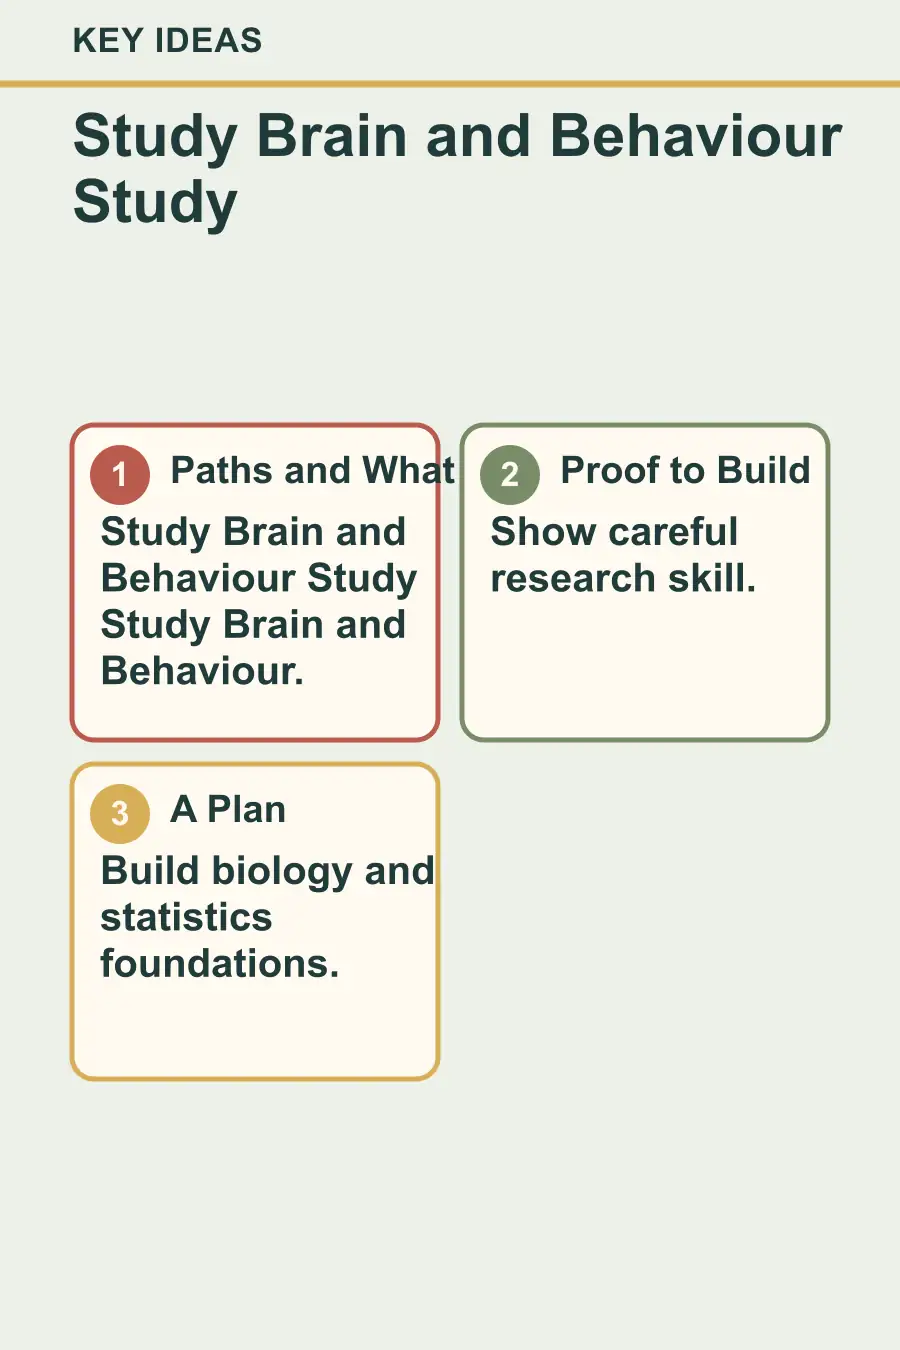 KEY IDEAS
Study Brain and Behaviour
Study
1 Paths and What
Study Brain and
Behaviour Study
Study Brain and
Behaviour.
2 Proof to Build
Show careful
research skill.
3 A Plan
Build biology and
statistics
foundations.